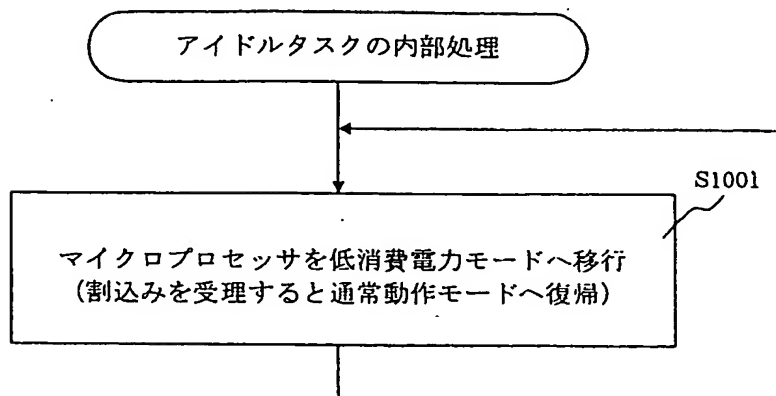 アイドルタスクの内部処理
S1001
マイクロプロセッサを低消費電力モードへ移行
(割込みを受理すると通常動作モードへ復帰)